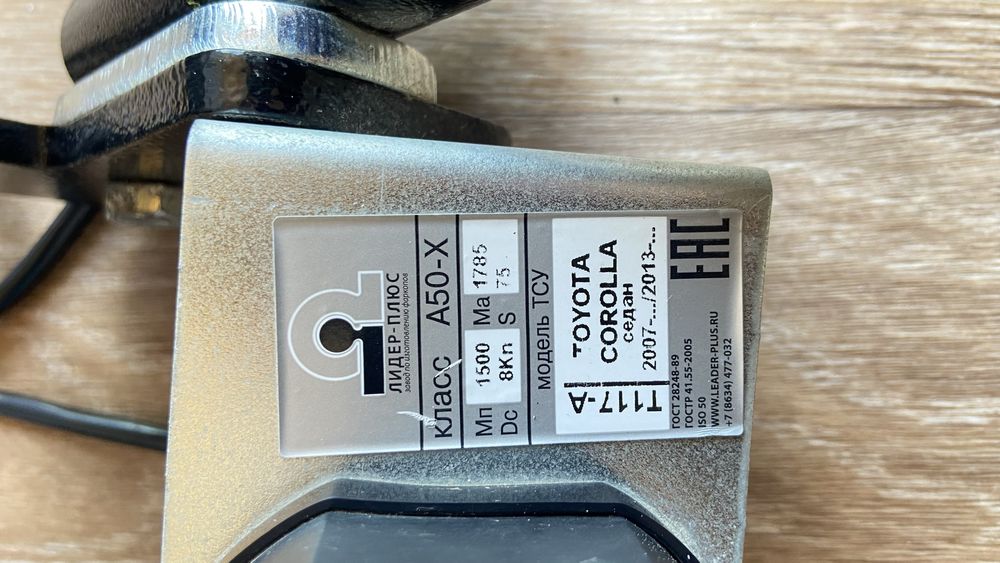 ЛИДЕР-ПЛЮС
завод по изготовлению фаркопов
класс A50-X
Мп 1500 Ма 1785
Dc 8Kn S 75
модель ТСУ
T117-A
TOYOTA
COROLLA
седан
2007-.../2013-...
ГОСТ 28248-89
ГОСТР 41.55-2005
ISO 50
WWW.LEADER-PLUS.RU
+7 (8634) 477-032
EAC